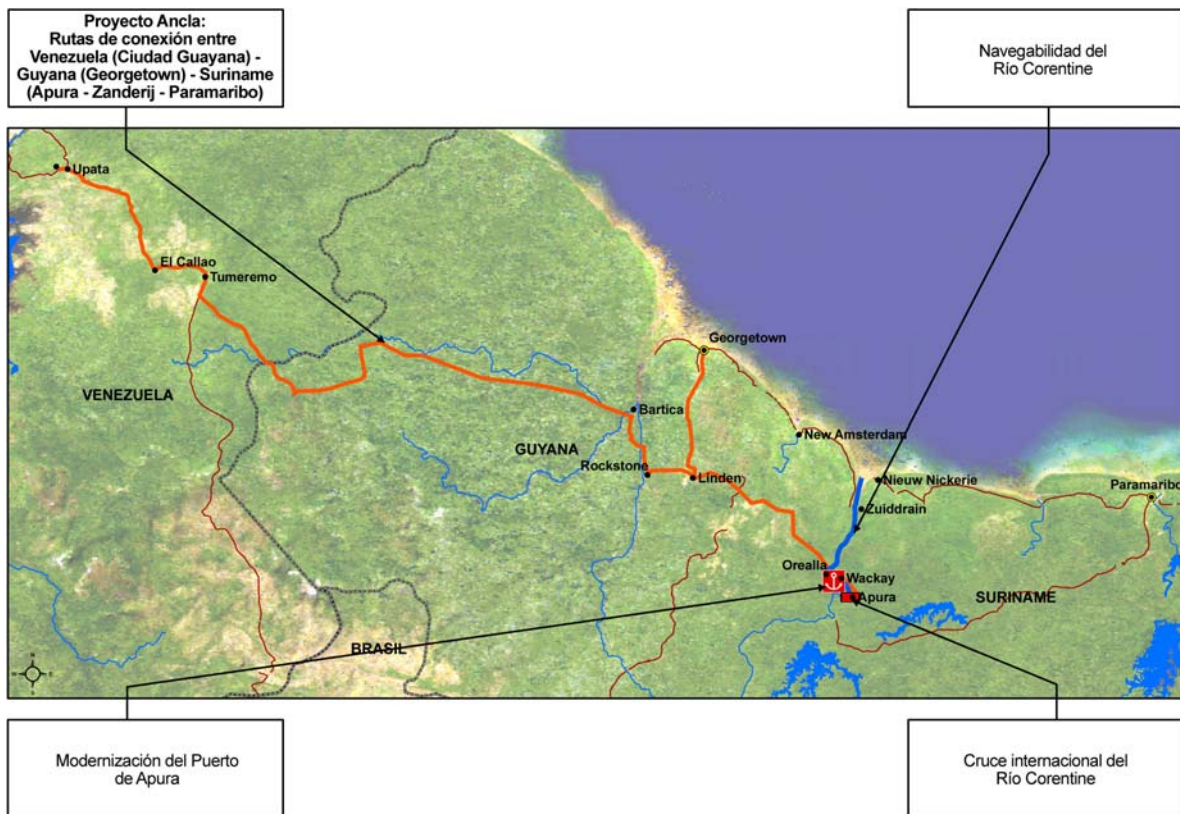 Proyecto Ancla:
Rutas de conexión entre
Venezuela (Ciudad Guayana) -
Guyana (Georgetown) - Suriname
(Apura - Zanderij - Paramaribo)
Navegabilidad del
Río Corentine
Upata
El Callao
Tumeremo
Georgetown
VENEZUELA
Bartica
New Amsterdam
GUYANA
Rockstone
Linden
Nieuw Nickerie
Paramaribo
Zuiddrain
Orealla
Wackay
Apura
SURINAME
BRASIL
N
W
E
S
Modernización del Puerto
de Apura
Cruce internacional del
Río Corentine